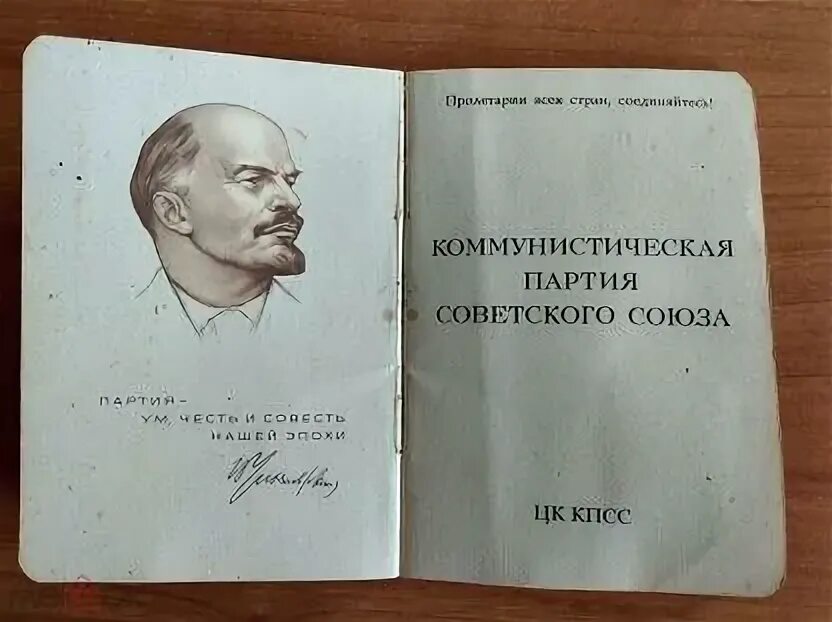 ПАРТИЯ –
УМ, ЧЕСТЬ И СОВЕСТЬ
НАШЕЙ ЭПОХИ
Пролетарии всех стран, соединяйтесь!
КОММУНИСТИЧЕСКАЯ
ПАРТИЯ
СОВЕТСКОГО СОЮЗА
ЦК КПСС